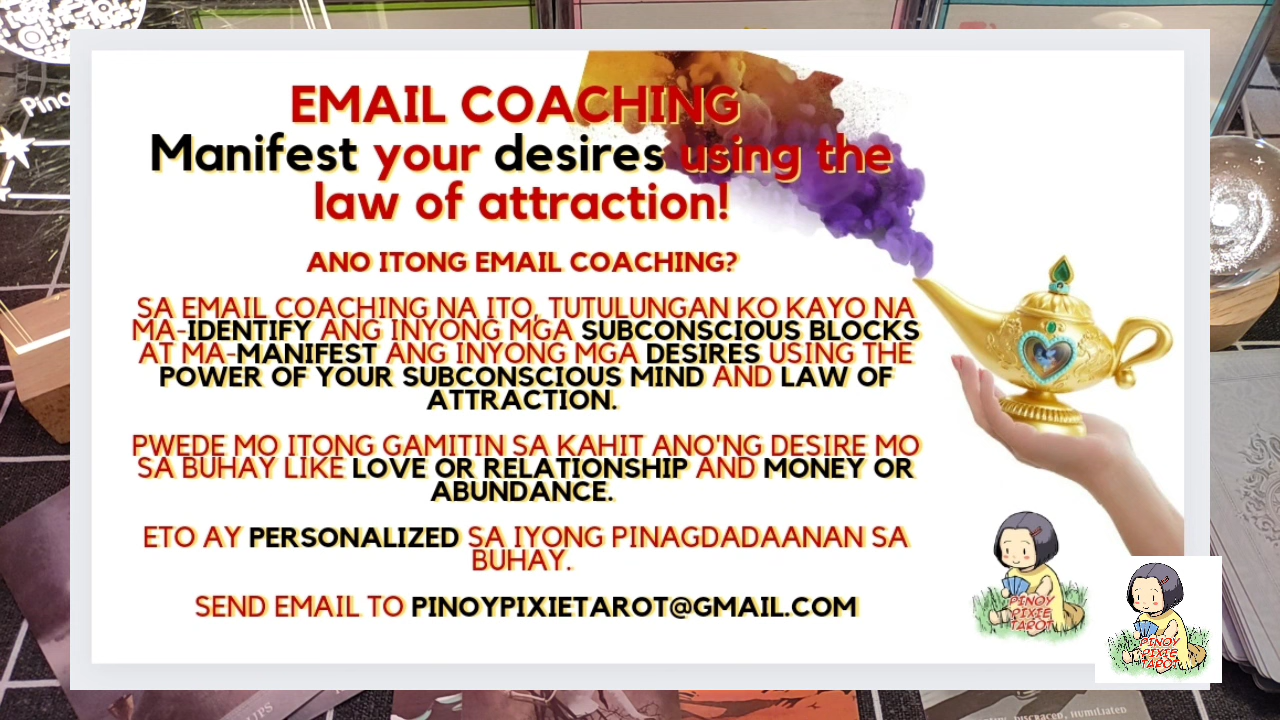 Pino
EMAIL COACHING
Manifest your desires using the
law of attraction!
ANO ITONG EMAIL COACHING?
SA EMAIL COACHING NA ITO, TUTULUNGAN KO KAYO NA
MA-IDENTIFY ANG INYONG MGA SUBCONSCIOUS BLOCKS
AT MA-MANIFEST ANG INYONG MGA DESIRES USING THE
POWER OF YOUR SUBCONSCIOUS MIND AND LAW OF
ATTRACTION.
PWEDE MO ITONG GAMITIN SA KAHIT ANO'NG DESIRE MO
SA BUHAY LIKE LOVE OR RELATIONSHIP AND MONEY OR
ABUNDANCE.
ETO AY PERSONALIZED SA IYONG PINAGDADAANAN SA
BUHAY.
SEND EMAIL TO PINOYPIXIETAROT@GMAIL.COM
PINOY
PIXIE
TAROT
PINOY
PIXIE
TAROT
DISGRACED, HUMILIATED